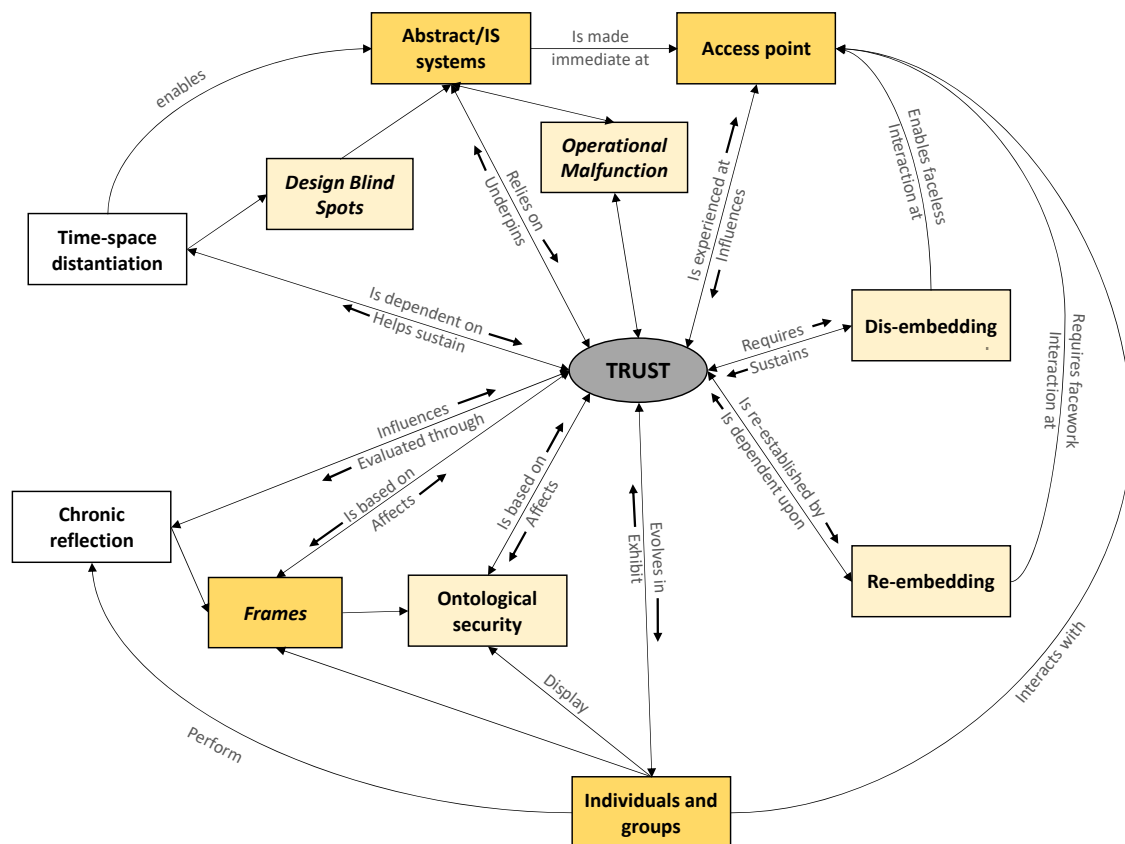 Abstract/IS
systems
Is made
immediate at
Access point
enables
Operational
Malfunction
Design Blind
Spots
Relies on
Underpins
Is experienced at
Influences
Enables faceless
Interaction at
Time-space
distantiation
Is dependent on
Helps sustain
Dis-embedding
.
Requires
Sustains
TRUST
Requires facework
Interaction at
Influences
Evaluated through
Is based on
Affects
Is based on
Affects
Is re-established by
Is dependent upon
Evolves in
Exhibit
Chronic
reflection
Frames
Ontological
security
Re-embedding
Display
Interacts with
Perform
Individuals and
groups